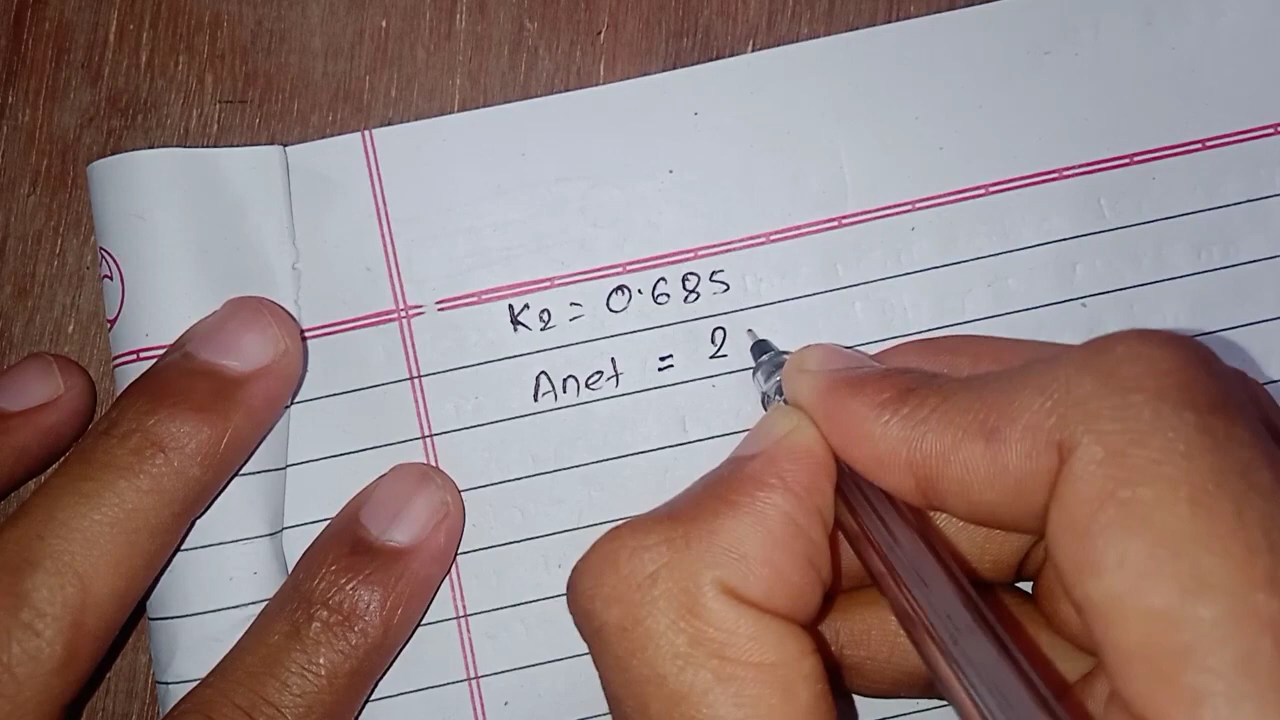 K2 = 0.685
Anet = 2